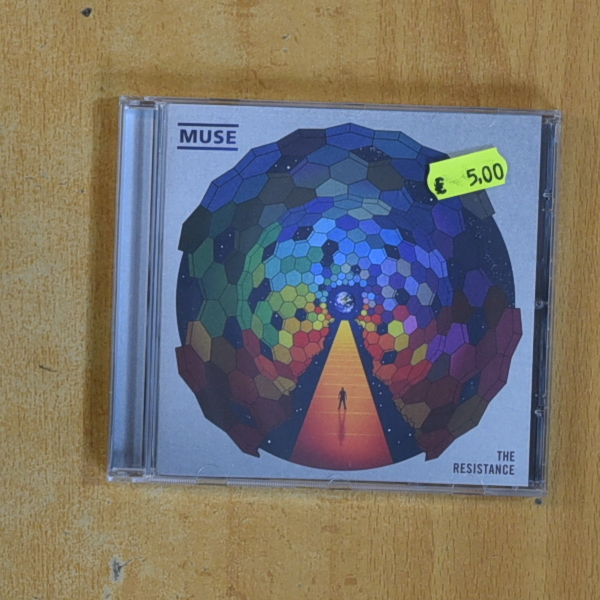 MUSE
€ 5,00
THE
RESISTANCE